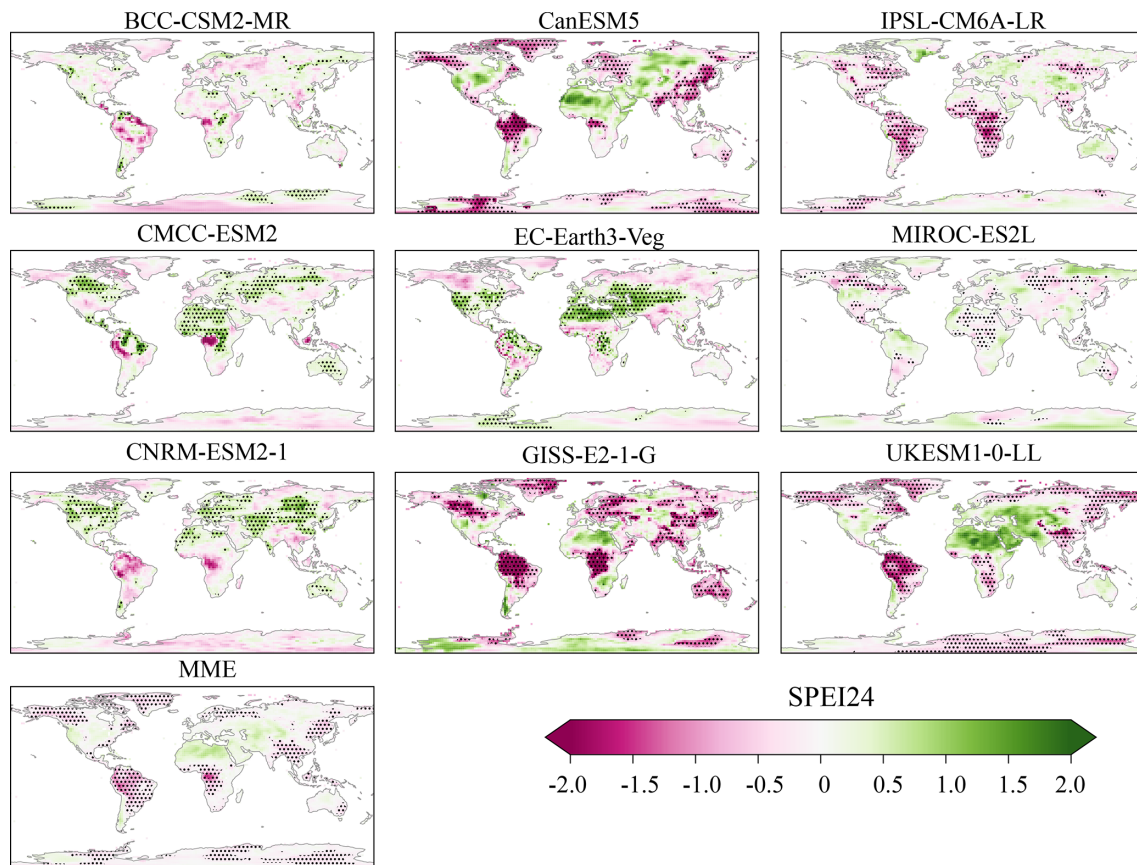 BCC-CSM2-MR CanESM5 IPSL-CM6A-LR
CMCC-ESM2 EC-Earth3-Veg MIROC-ES2L
CNRM-ESM2-1 GISS-E2-1-G UKESM1-0-LL
MME
SPEI24
-2.0 -1.5 -1.0 -0.5 0 0.5 1.0 1.5 2.0